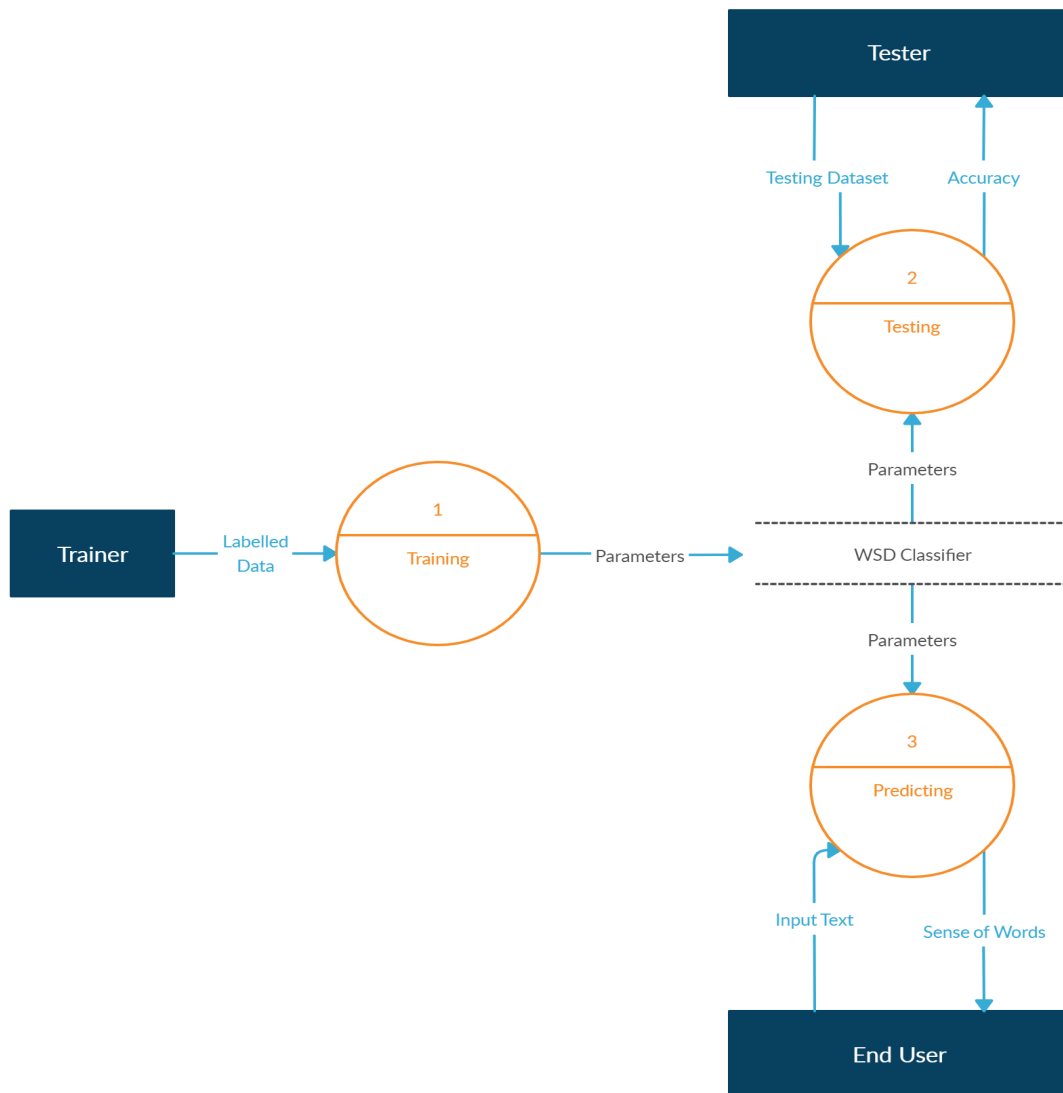 Tester
Testing Dataset
Accuracy
2
Testing
Parameters
Trainer
Labelled
Data
1
Training
Parameters
WSD Classifier
Parameters
3
Predicting
Input Text
Sense of Words
End User